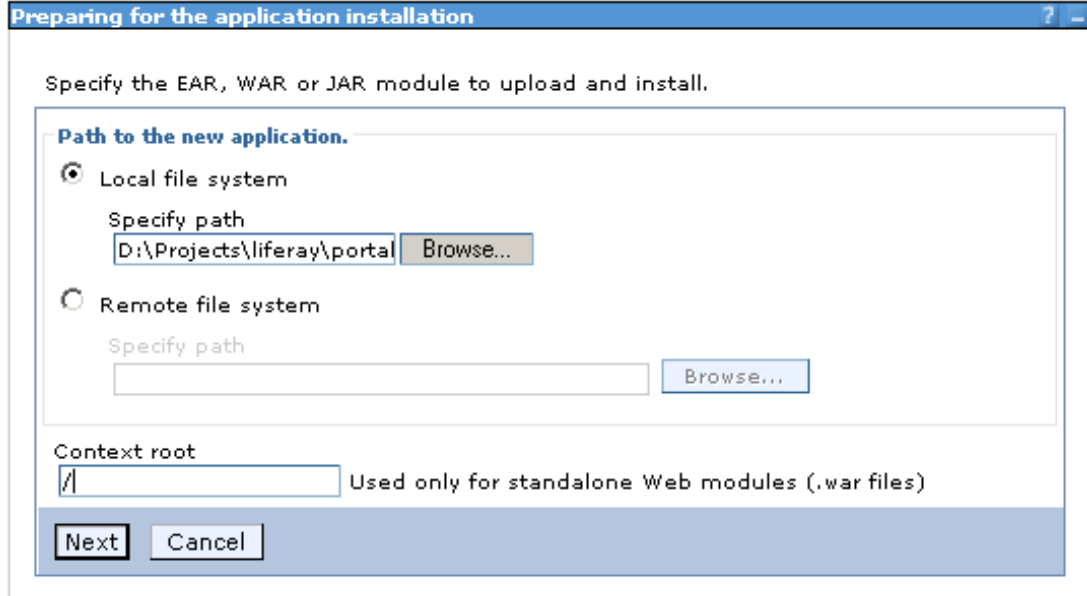 Preparing for the application installation ? –
Specify the EAR, WAR or JAR module to upload and install.
Path to the new application.
Local file system
Specify path
D:\Projects\liferay\portal Browse...
Remote file system
Specify path
Browse...
Context root
/ Used only for standalone Web modules (.war files)
Next Cancel